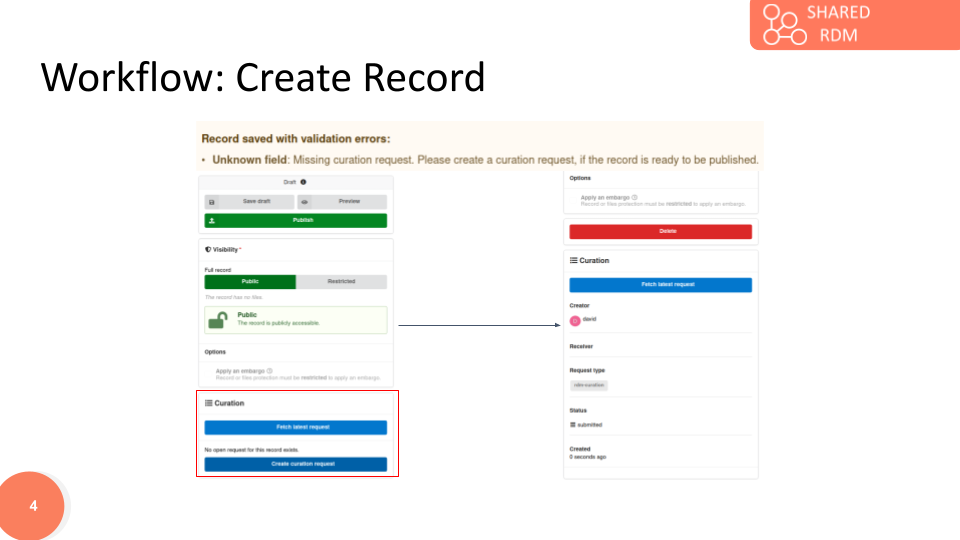 SHARED
RDM
Workflow: Create Record
Record saved with validation errors:
• Unknown field: Missing curation request. Please create a curation request, if the record is ready to be published.
Draft
Save draft
Preview
Publish
Visibility *
Full record
Public
Restricted
The record has no files.
Public
The record is publicly accessible.
Options
Apply an embargo
Record or files protection must be restricted to apply an embargo.
Curation
Fetch latest request
No open request for this record exists.
Create curation request
Options
Apply an embargo
Record or files protection must be restricted to apply an embargo.
Delete
Curation
Fetch latest request
Creator
david
Receiver
Request type
rdm-curation
Status
submitted
Created
0 seconds ago
4